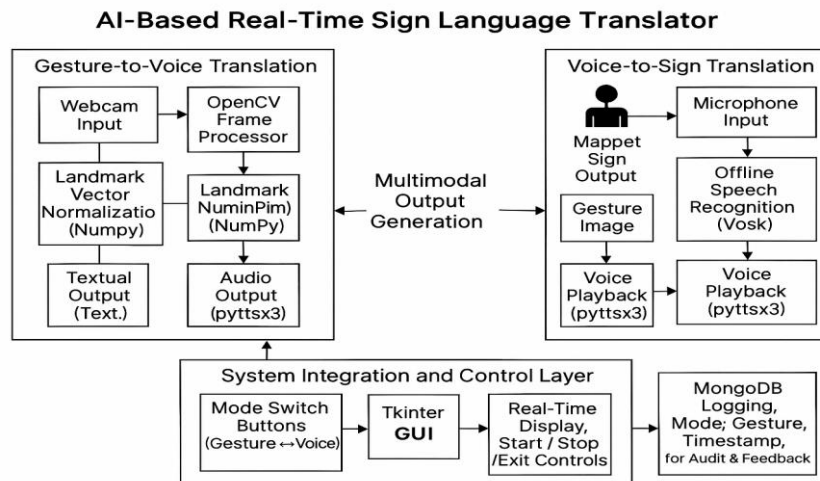 AI-Based Real-Time Sign Language Translator
Gesture-to-Voice Translation
Webcam
Input
OpenCV
Frame
Processor
Landmark
Vector
Normalizatio
(Numpy)
Landmark
NuminPim)
(NumPy)
Textual
Output
(Text.)
Audio
Output
(pyttsx3)
Multimodal
Output
Generation
Voice-to-Sign Translation
Mappet
Sign
Output
Microphone
Input
Gesture
Image
Offline
Speech
Recognition
(Vosk)
Voice
Playback
(pyttsx3)
Voice
Playback
(pyttsx3)
System Integration and Control Layer
Mode Switch
Buttons
(Gesture ↔Voice)
Tkinter
GUI
Real-Time
Display,
Start / Stop
/Exit Controls
MongoDB
Logging,
Mode; Gesture,
Timestamp,
for Audit & Feedback